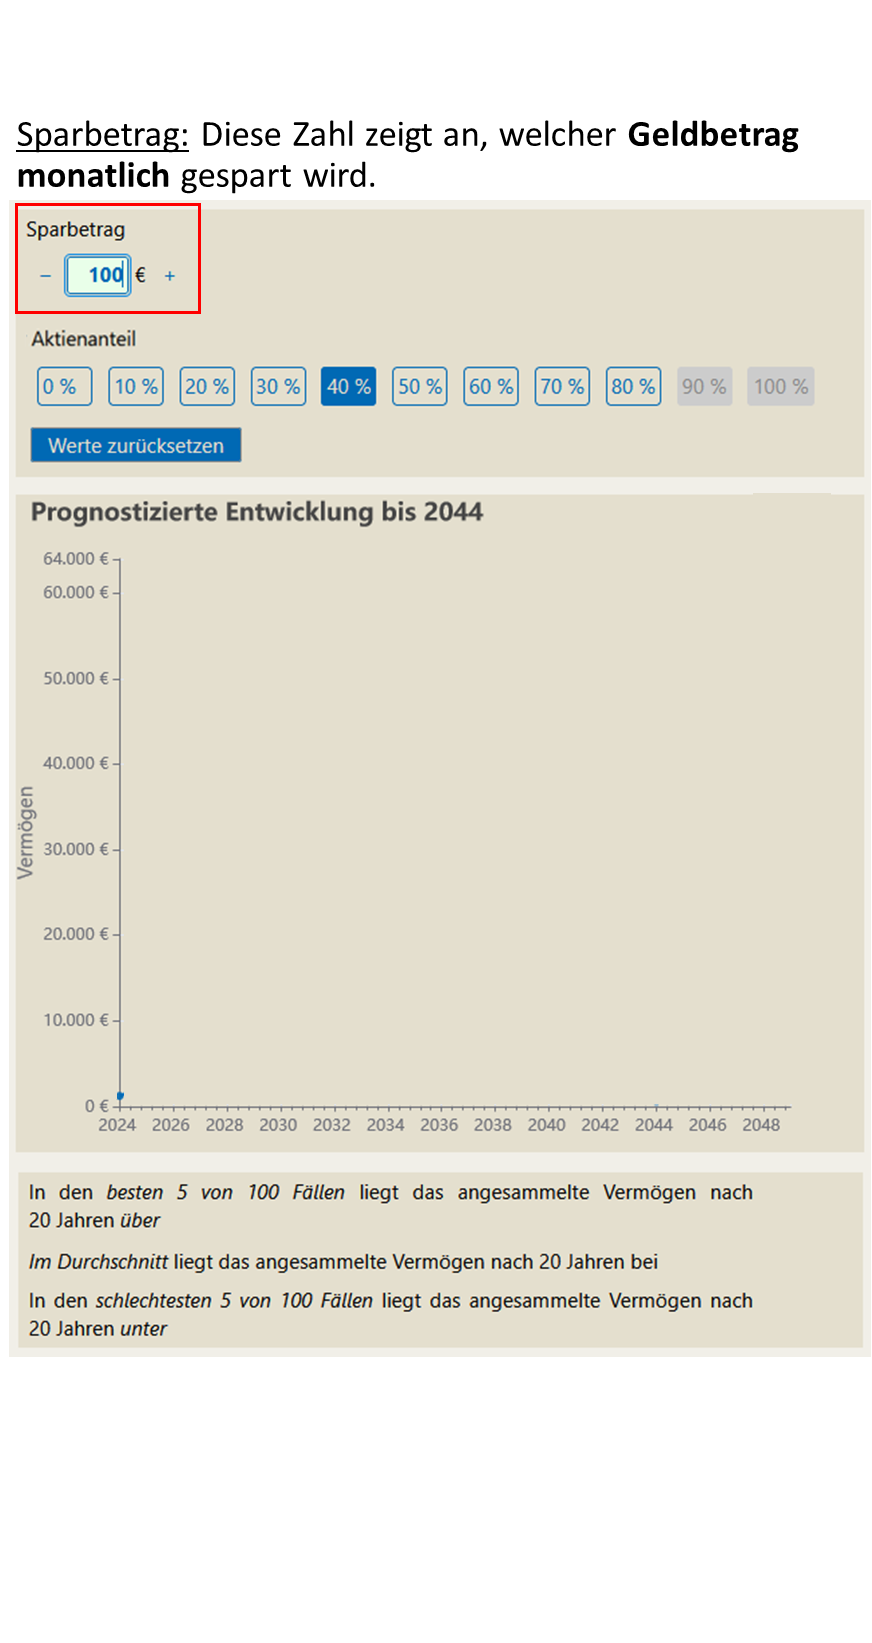 Sparbetrag: Diese Zahl zeigt an, welcher Geldbetrag
monatlich gespart wird.
Sparbetrag
– 100 € +
Aktienanteil
0 % 10 % 20 % 30 % 40 % 50 % 60 % 70 % 80 % 90 % 100 %
Werte zurücksetzen
Prognostizierte Entwicklung bis 2044
64.000 €
60.000 €
50.000 €
40.000 €
Vermögen
30.000 €
20.000 €
10.000 €
0 €
2024 2026 2028 2030 2032 2034 2036 2038 2040 2042 2044 2046 2048
In den besten 5 von 100 Fällen liegt das angesammelte Vermögen nach
20 Jahren über
Im Durchschnitt liegt das angesammelte Vermögen nach 20 Jahren bei
In den schlechtesten 5 von 100 Fällen liegt das angesammelte Vermögen nach
20 Jahren unter